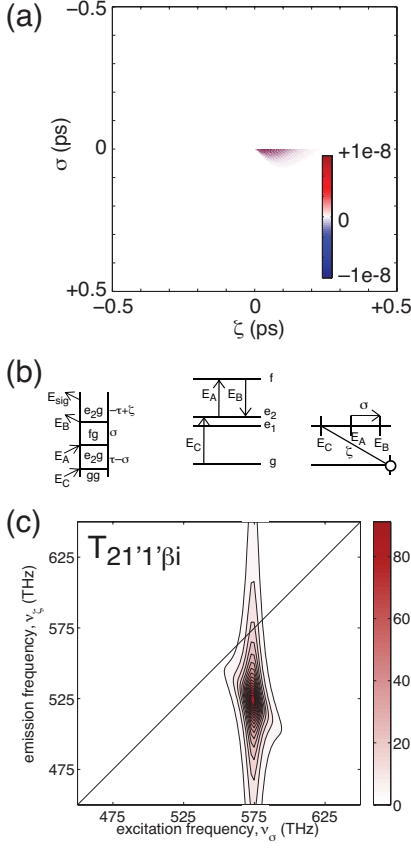 (a)
−0.5
0
+0.5
σ (ps)
+1e-8
0
−1e-8
−0.5 0 +0.5
ζ (ps)
(b)
E_sig
e₂g −τ+ζ
E_B
fg σ
E_A
e₂g τ−σ
E_C
gg
f
E_A E_B
e₂
e₁
E_C
g
σ
E_C E_A E_B
ζ
(c)
T_21'1'βi
625
575
525
475
emission frequency, ν_ζ (THz)
475 525 575 625
excitation frequency, ν_σ (THz)
80
60
40
20
0